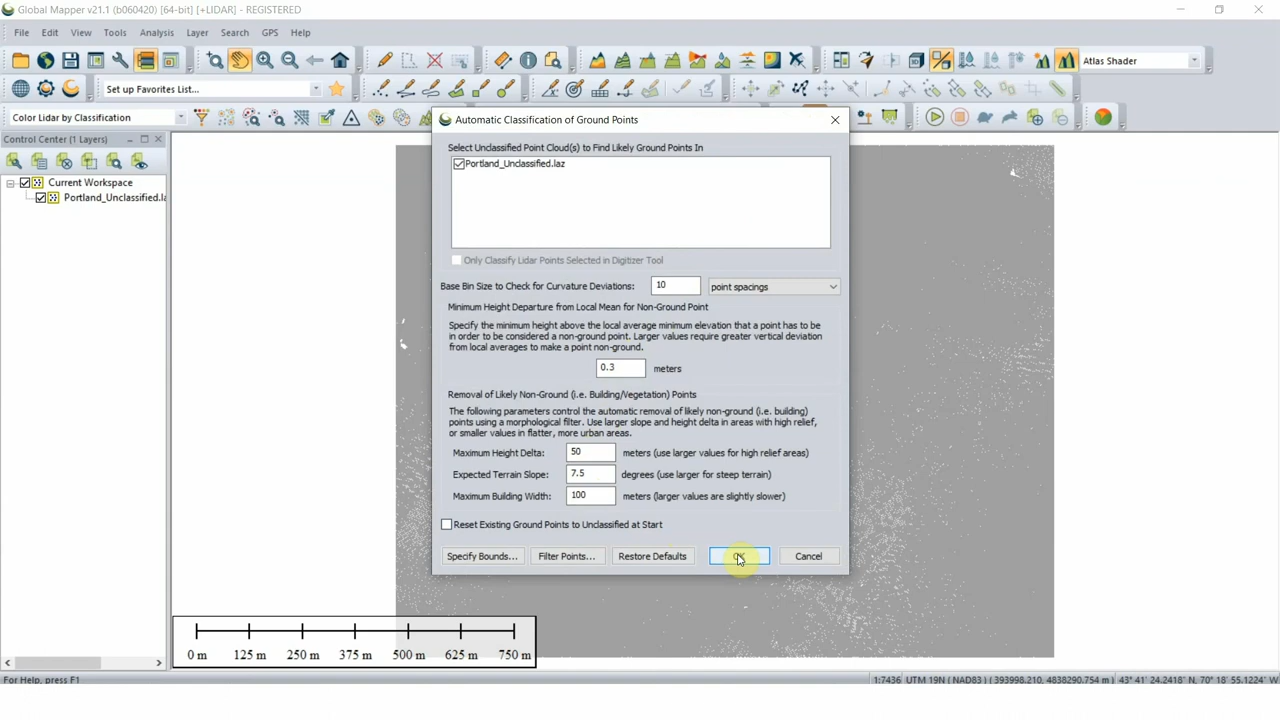 Global Mapper v21.1 (b060420) [64-bit] [+LIDAR] - REGISTERED
File Edit View Tools Analysis Layer Search GPS Help
Atlas Shader
Set up Favorites List...
Color Lidar by Classification
Control Center (1 Layers)
Current Workspace
Portland_Unclassified.la
Automatic Classification of Ground Points
Select Unclassified Point Cloud(s) to Find Likely Ground Points In
Portland_Unclassified.laz
Only Classify Lidar Points Selected in Digitizer Tool
Base Bin Size to Check for Curvature Deviations: 10 point spacings
Minimum Height Departure from Local Mean for Non-Ground Point
Specify the minimum height above the local average minimum elevation that a point has to be
in order to be considered a non-ground point. Larger values require greater vertical deviation
from local averages to make a point non-ground.
0.3 meters
Removal of Likely Non-Ground (i.e. Building/Vegetation) Points
The following parameters control the automatic removal of likely non-ground (i.e. building)
points using a morphological filter. Use larger slope and height delta in areas with high relief,
or smaller values in flatter, more urban areas.
Maximum Height Delta: 50 meters (use larger values for high relief areas)
Expected Terrain Slope: 7.5 degrees (use larger for steep terrain)
Maximum Building Width: 100 meters (larger values are slightly slower)
Reset Existing Ground Points to Unclassified at Start
Specify Bounds... Filter Points... Restore Defaults OK Cancel
0 m 125 m 250 m 375 m 500 m 625 m 750 m
For Help, press F1
1:7436 UTM 19N ( NAD83 ) ( 393998.210, 4838290.754 m ) 43° 41' 24.2418" N, 70° 18' 55.1224" W